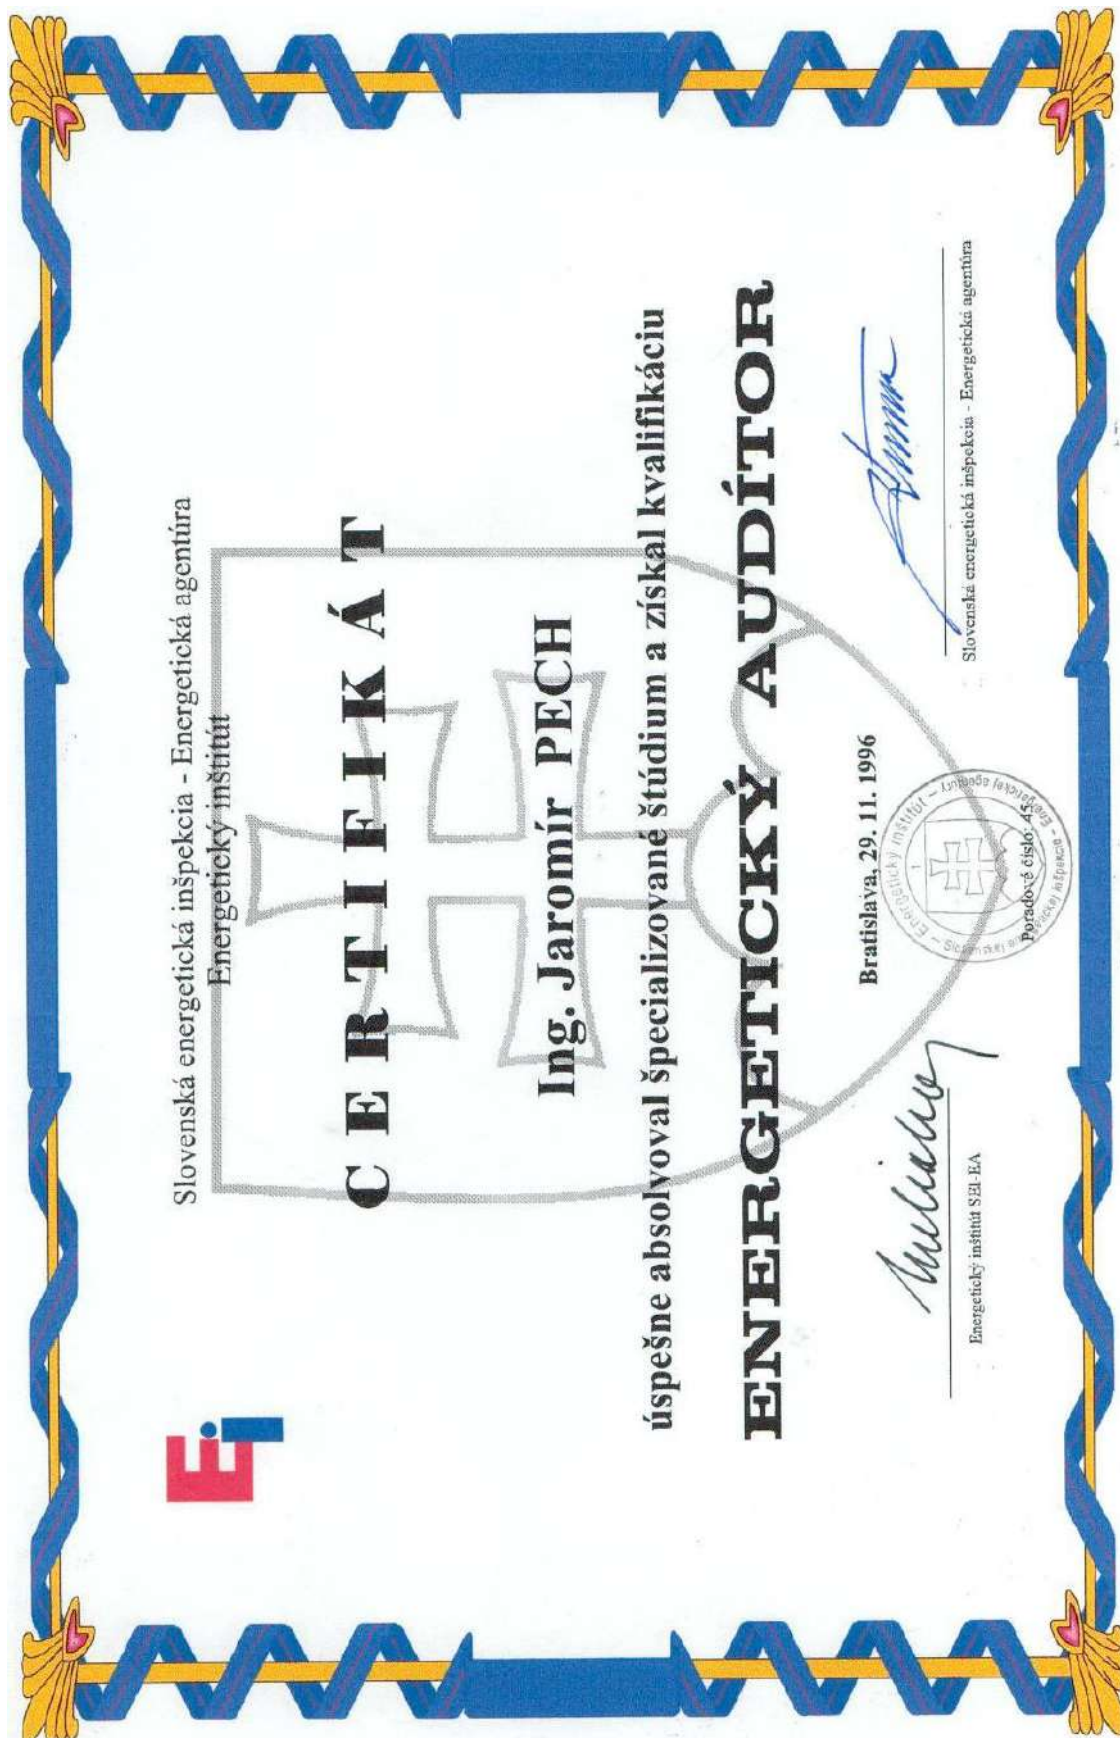 Slovenská energetická inšpekcia - Energetická agentúra
Energetický inštitút
CERTIFIKÁT
Ing. Jaromír PECH
úspešne absolvoval špecializované štúdium a získal kvalifikáciu
ENERGETICKÝ AUDÍTOR
Bratislava, 29. 11. 1996
Poradové číslo: 45
Energetický inštitút SEI-EA
Slovenská energetická inšpekcia - Energetická agentúra